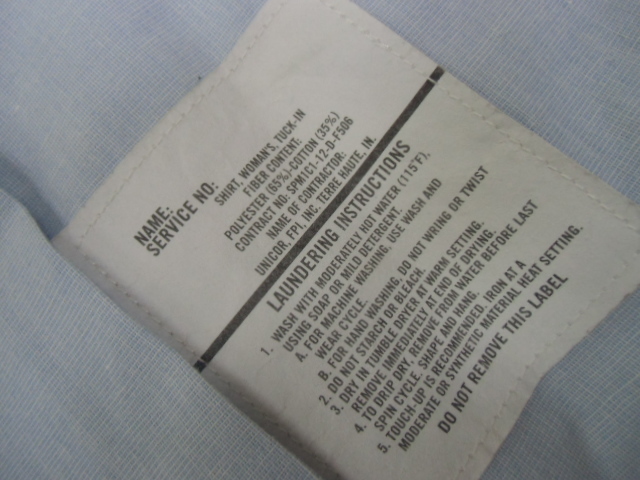 NAME:
SERVICE NO:
SHIRT, WOMAN'S, TUCK-IN
FIBER CONTENT:
POLYESTER (65%)-COTTON (35%)
CONTRACT NO: SPM1C1-12-D-F506
NAME OF CONTRACTOR:
UNICOR, FPI, INC. TERRE HAUTE, IN.
LAUNDERING INSTRUCTIONS
1. WASH WITH MODERATELY HOT WATER (115°F),
USING SOAP OR MILD DETERGENT.
A. FOR MACHINE WASHING, USE WASH AND
WEAR CYCLE.
B. FOR HAND WASHING, DO NOT WRING OR TWIST
2. DO NOT STARCH OR BLEACH.
3. DRY IN TUMBLE DRYER AT WARM SETTING.
REMOVE IMMEDIATELY AT END OF DRYING.
4. TO DRIP DRY, REMOVE FROM WATER BEFORE LAST
SPIN CYCLE, SHAPE AND HANG.
5. TOUCH-UP IS RECOMMENDED. IRON AT A
MODERATE OR SYNTHETIC MATERIAL HEAT SETTING.
DO NOT REMOVE THIS LABEL